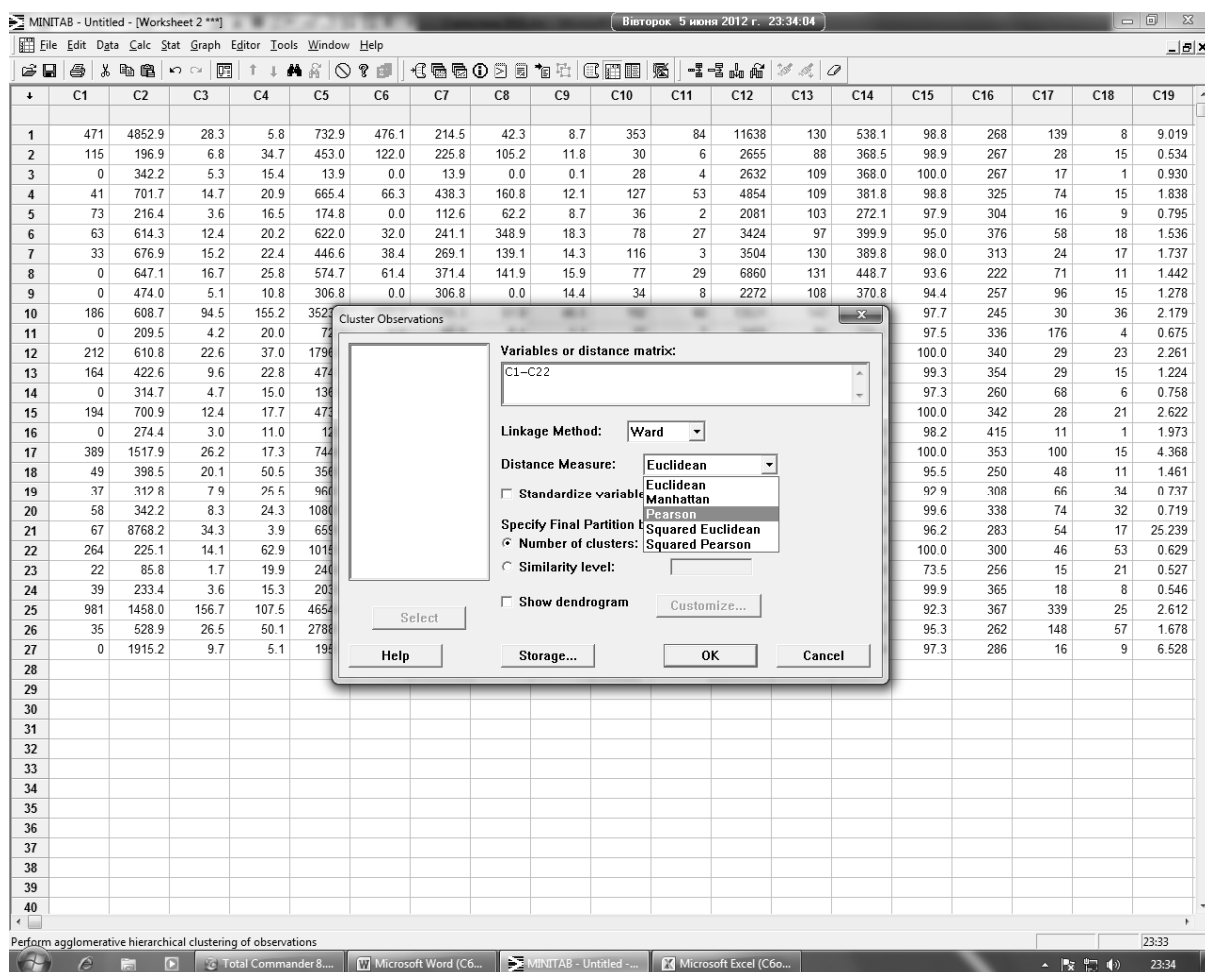 MINITAB - Untitled - [Worksheet 2 ***]
Вівторок 5 июня 2012 г. 23:34:04
File Edit Data Calc Stat Graph Editor Tools Window Help
↓ C1 C2 C3 C4 C5 C6 C7 C8 C9 C10 C11 C12 C13 C14 C15 C16 C17 C18 C19
1 471 4852.9 28.3 5.8 732.9 476.1 214.5 42.3 8.7 353 84 11638 130 538.1 98.8 268 139 8 9.019
2 115 196.9 6.8 34.7 453.0 122.0 225.8 105.2 11.8 30 6 2655 88 368.5 98.9 267 28 15 0.534
3 0 342.2 5.3 15.4 13.9 0.0 13.9 0.0 0.1 28 4 2632 109 368.0 100.0 267 17 1 0.930
4 41 701.7 14.7 20.9 665.4 66.3 438.3 160.8 12.1 127 53 4854 109 381.8 98.8 325 74 15 1.838
5 73 216.4 3.6 16.5 174.8 0.0 112.6 62.2 8.7 36 2 2081 103 272.1 97.9 304 16 9 0.795
6 63 614.3 12.4 20.2 622.0 32.0 241.1 348.9 18.3 78 27 3424 97 399.9 95.0 376 58 18 1.536
7 33 676.9 15.2 22.4 446.6 38.4 269.1 139.1 14.3 116 3 3504 130 389.8 98.0 313 24 17 1.737
8 0 647.1 16.7 25.8 574.7 61.4 371.4 141.9 15.9 77 29 6860 131 448.7 93.6 222 71 11 1.442
9 0 474.0 5.1 10.8 306.8 0.0 306.8 0.0 14.4 34 8 2272 108 370.8 94.4 257 96 15 1.278
10 186 608.7 94.5 155.2 3523 97.7 245 30 36 2.179
11 0 209.5 4.2 20.0 72 97.5 336 176 4 0.675
12 212 610.8 22.6 37.0 1796 100.0 340 29 23 2.261
13 164 422.6 9.6 22.8 474 99.3 354 29 15 1.224
14 0 314.7 4.7 15.0 136 97.3 260 68 6 0.758
15 194 700.9 12.4 17.7 473 100.0 342 28 21 2.622
16 0 274.4 3.0 11.0 12 98.2 415 11 1 1.973
17 389 1517.9 26.2 17.3 744 100.0 353 100 15 4.368
18 49 398.5 20.1 50.5 356 95.5 250 48 11 1.461
19 37 312.8 7.9 25.5 960 92.9 308 66 34 0.737
20 58 342.2 8.3 24.3 1080 99.6 338 74 32 0.719
21 67 8768.2 34.3 3.9 659 96.2 283 54 17 25.239
22 264 225.1 14.1 62.9 1015 100.0 300 46 53 0.629
23 22 85.8 1.7 19.9 240 73.5 256 15 21 0.527
24 39 233.4 3.6 15.3 203 99.9 365 18 8 0.546
25 981 1458.0 156.7 107.5 4654 92.3 367 339 25 2.612
26 35 528.9 26.5 50.1 2788 95.3 262 148 57 1.678
27 0 1915.2 9.7 5.1 195 97.3 286 16 9 6.528
28
29
30
31
32
33
34
35
36
37
38
39
40
Cluster Observations
Variables or distance matrix:
C1-C22
Linkage Method: Ward
Distance Measure: Euclidean
Euclidean
Standardize variable
Manhattan
Pearson
Specify Final Partition b
Squared Euclidean
Number of clusters:
Squared Pearson
Similarity level:
Show dendrogram Customize...
Select
Help Storage... OK Cancel
Perform agglomerative hierarchical clustering of observations 23:33
Total Commander 8.... Microsoft Word (C6... MINITAB - Untitled -... Microsoft Excel (C6o... 23:34